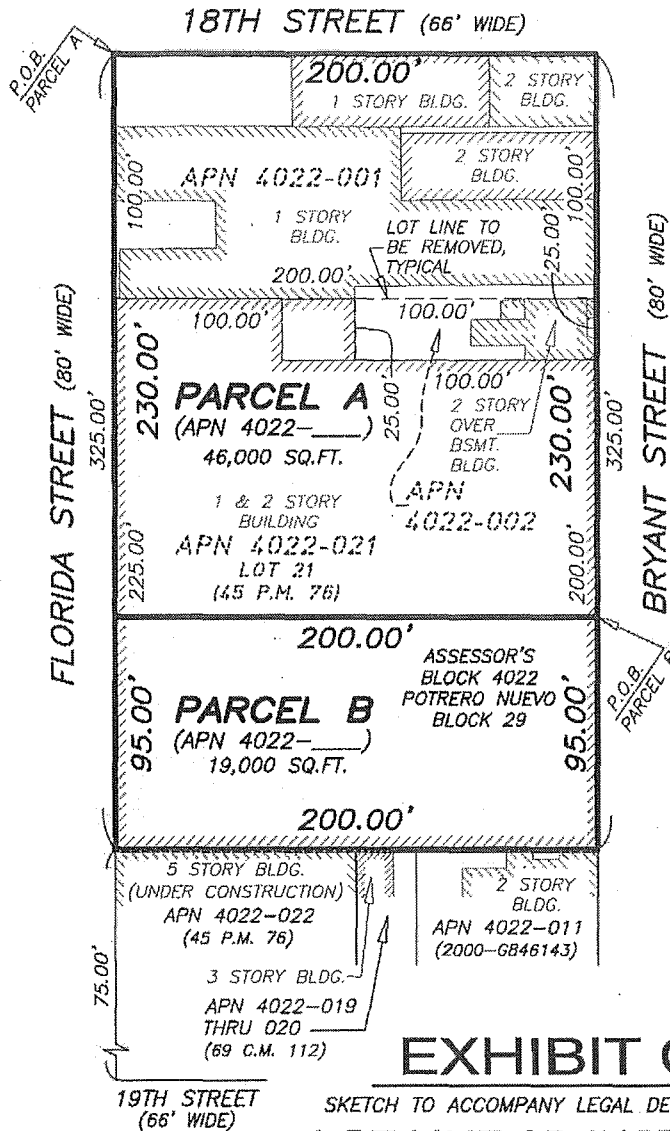 18TH STREET (66' WIDE)
P.O.B.
PARCEL A
200.00'
1 STORY BLDG.
2 STORY
BLDG.
2 STORY
BLDG.
APN 4022-001
100.00'
1 STORY
BLDG.
LOT LINE TO
BE REMOVED,
TYPICAL
100.00'
25.00'
200.00'
100.00'
100.00'
FLORIDA STREET (80' WIDE)
325.00'
230.00'
PARCEL A
(APN 4022-___)
46,000 SQ.FT.
25.00'
100.00'
2 STORY
OVER
BSMT.
BLDG.
230.00'
325.00'
BRYANT STREET (80' WIDE)
APN
4022-002
1 & 2 STORY
BUILDING
APN 4022-021
LOT 21
(45 P.M. 76)
225.00'
200.00'
200.00'
ASSESSOR'S
BLOCK 4022
POTRERO NUEVO
BLOCK 29
P.O.B.
PARCEL B
95.00'
PARCEL B
(APN 4022-___)
19,000 SQ.FT.
95.00'
200.00'
5 STORY BLDG.
(UNDER CONSTRUCTION)
APN 4022-022
(45 P.M. 76)
2 STORY
BLDG.
APN 4022-011
(2000-G846143)
75.00'
3 STORY BLDG.
APN 4022-019
THRU 020
(69 C.M. 112)
19TH STREET
(66' WIDE)
EXHIBIT
SKETCH TO ACCOMPANY LEGAL DE